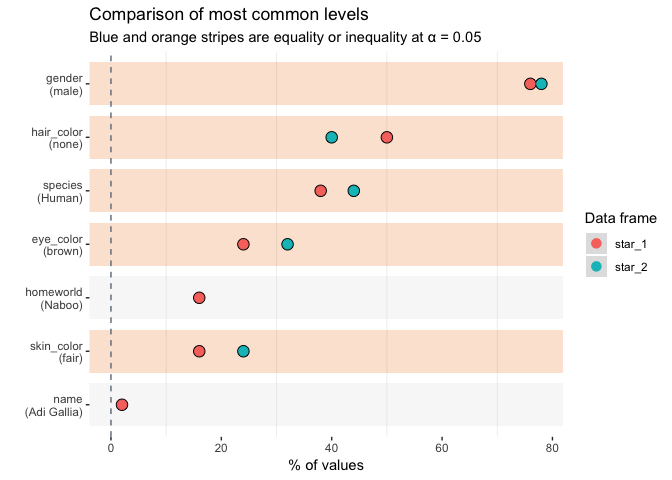 Comparison of most common levels
Blue and orange stripes are equality or inequality at α = 0.05
gender
(male)
hair_color
(none)
species
(Human)
eye_color
(brown)
homeworld
(Naboo)
skin_color
(fair)
name
(Adi Gallia)
0 20 40 60 80
% of values
Data frame
star_1
star_2